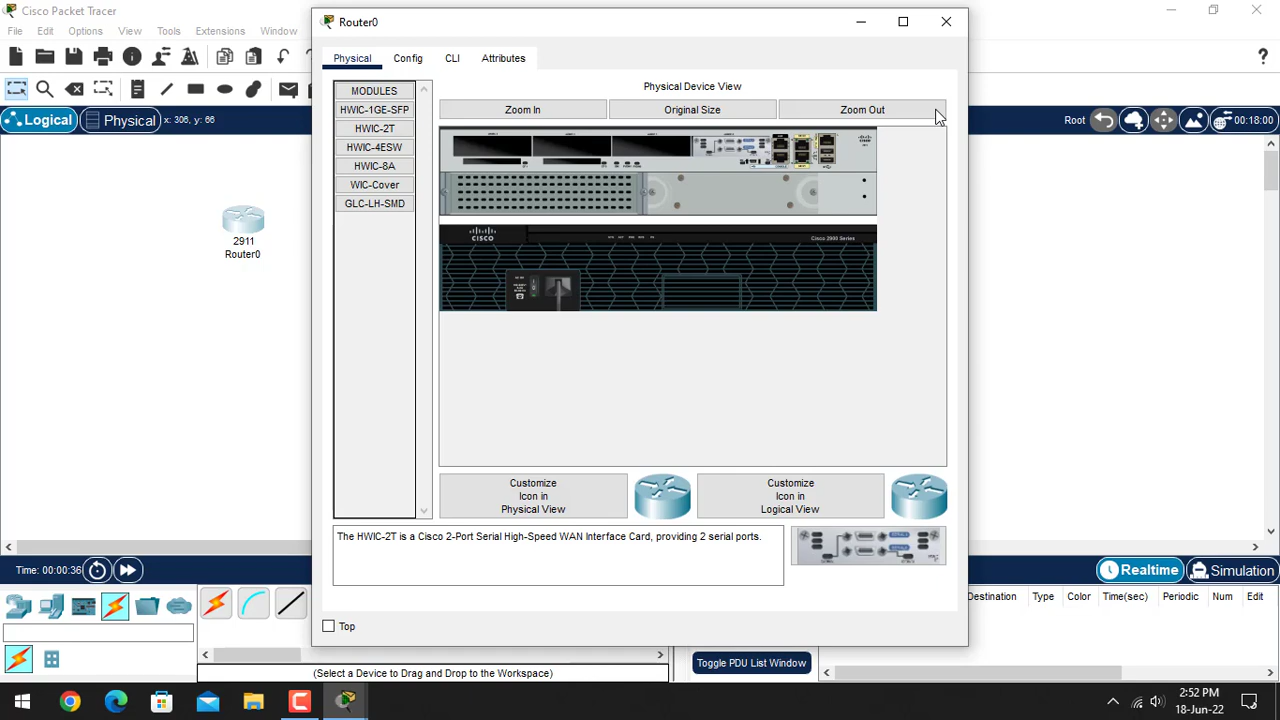 Cisco Packet Tracer
Router0
File Edit Options View Tools Extensions Window
Physical Config CLI Attributes
MODULES
HWIC-1GE-SFP
HWIC-2T
HWIC-4ESW
HWIC-8A
WIC-Cover
GLC-LH-SMD
Physical Device View
Zoom In Original Size Zoom Out
Logical Physical x: 306, y: 66
Root 00:18:00
2911
Router0
CISCO
Cisco 2900 Series
Customize
Icon in
Physical View
Customize
Icon in
Logical View
The HWIC-2T is a Cisco 2-Port Serial High-Speed WAN Interface Card, providing 2 serial ports.
Time: 00:00:36
Realtime Simulation
Destination Type Color Time(sec) Periodic Num Edit
Top
Toggle PDU List Window
(Select a Device to Drag and Drop to the Workspace)
2:52 PM
18-Jun-22